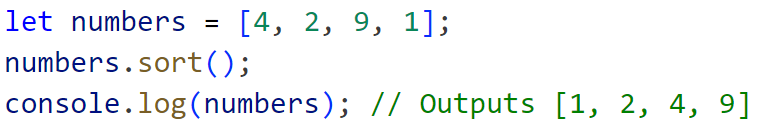 let numbers = [4, 2, 9, 1];
numbers.sort();
console.log(numbers); // Outputs [1, 2, 4, 9]